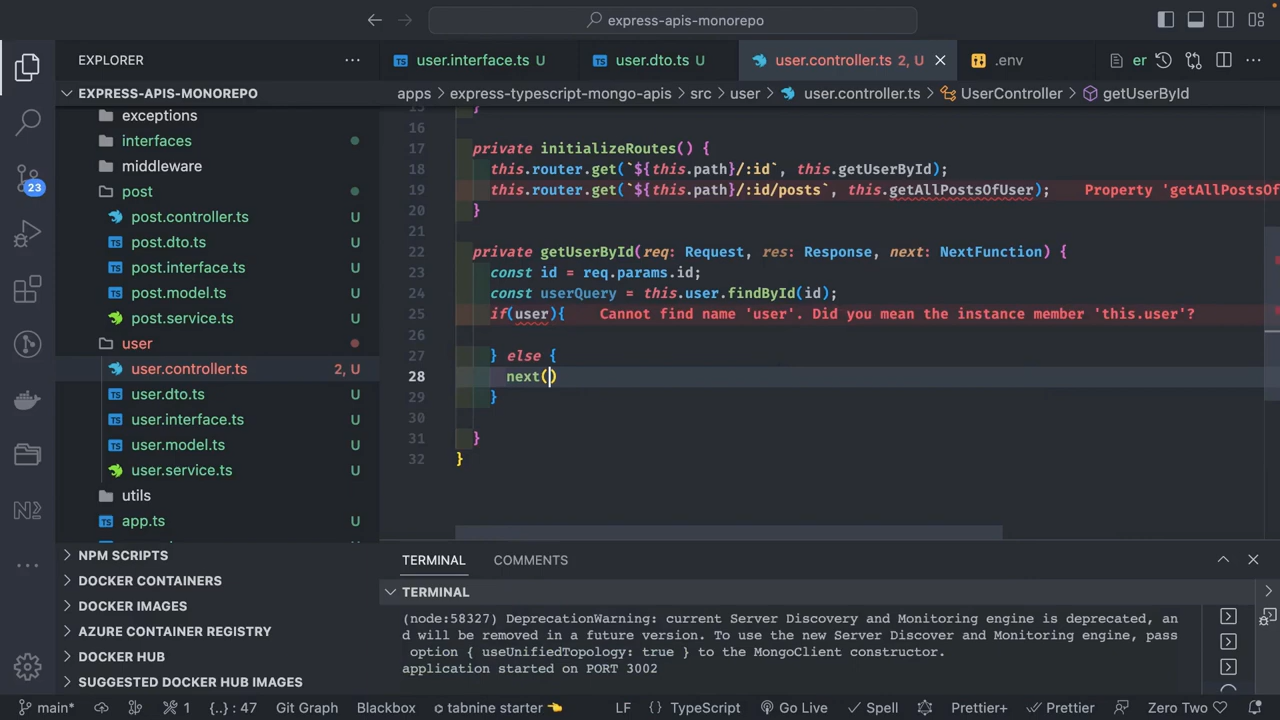 express-apis-monorepo
EXPLORER
user.interface.ts U
user.dto.ts U
user.controller.ts 2, U
.env
er
EXPRESS-APIS-MONOREPO
apps > express-typescript-mongo-apis > src > user > user.controller.ts > UserController > getUserById
exceptions
interfaces
middleware
post
post.controller.ts U
post.dto.ts U
post.interface.ts U
post.model.ts U
post.service.ts U
user
user.controller.ts 2, U
user.dto.ts U
user.interface.ts U
user.model.ts U
user.service.ts U
utils
app.ts U
NPM SCRIPTS
DOCKER CONTAINERS
DOCKER IMAGES
AZURE CONTAINER REGISTRY
DOCKER HUB
SUGGESTED DOCKER HUB IMAGES
23
15 }
16
17 private initializeRoutes() {
18 this.router.get(`${this.path}/:id`, this.getUserById);
19 this.router.get(`${this.path}/:id/posts`, this.getAllPostsOfUser); Property 'getAllPostsOf
20 }
21
22 private getUserById(req: Request, res: Response, next: NextFunction) {
23 const id = req.params.id;
24 const userQuery = this.user.findById(id);
25 if(user){ Cannot find name 'user'. Did you mean the instance member 'this.user'?
26
27 } else {
28 next()
29 }
30
31 }
32 }
TERMINAL COMMENTS
TERMINAL
(node:58327) DeprecationWarning: current Server Discovery and Monitoring engine is deprecated, an
d will be removed in a future version. To use the new Server Discover and Monitoring engine, pass
option { useUnifiedTopology: true } to the MongoClient constructor.
application started on PORT 3002
main* 1 {..} : 47 Git Graph Blackbox tabnine starter LF TypeScript Go Live Spell Prettier+ Prettier Zero Two